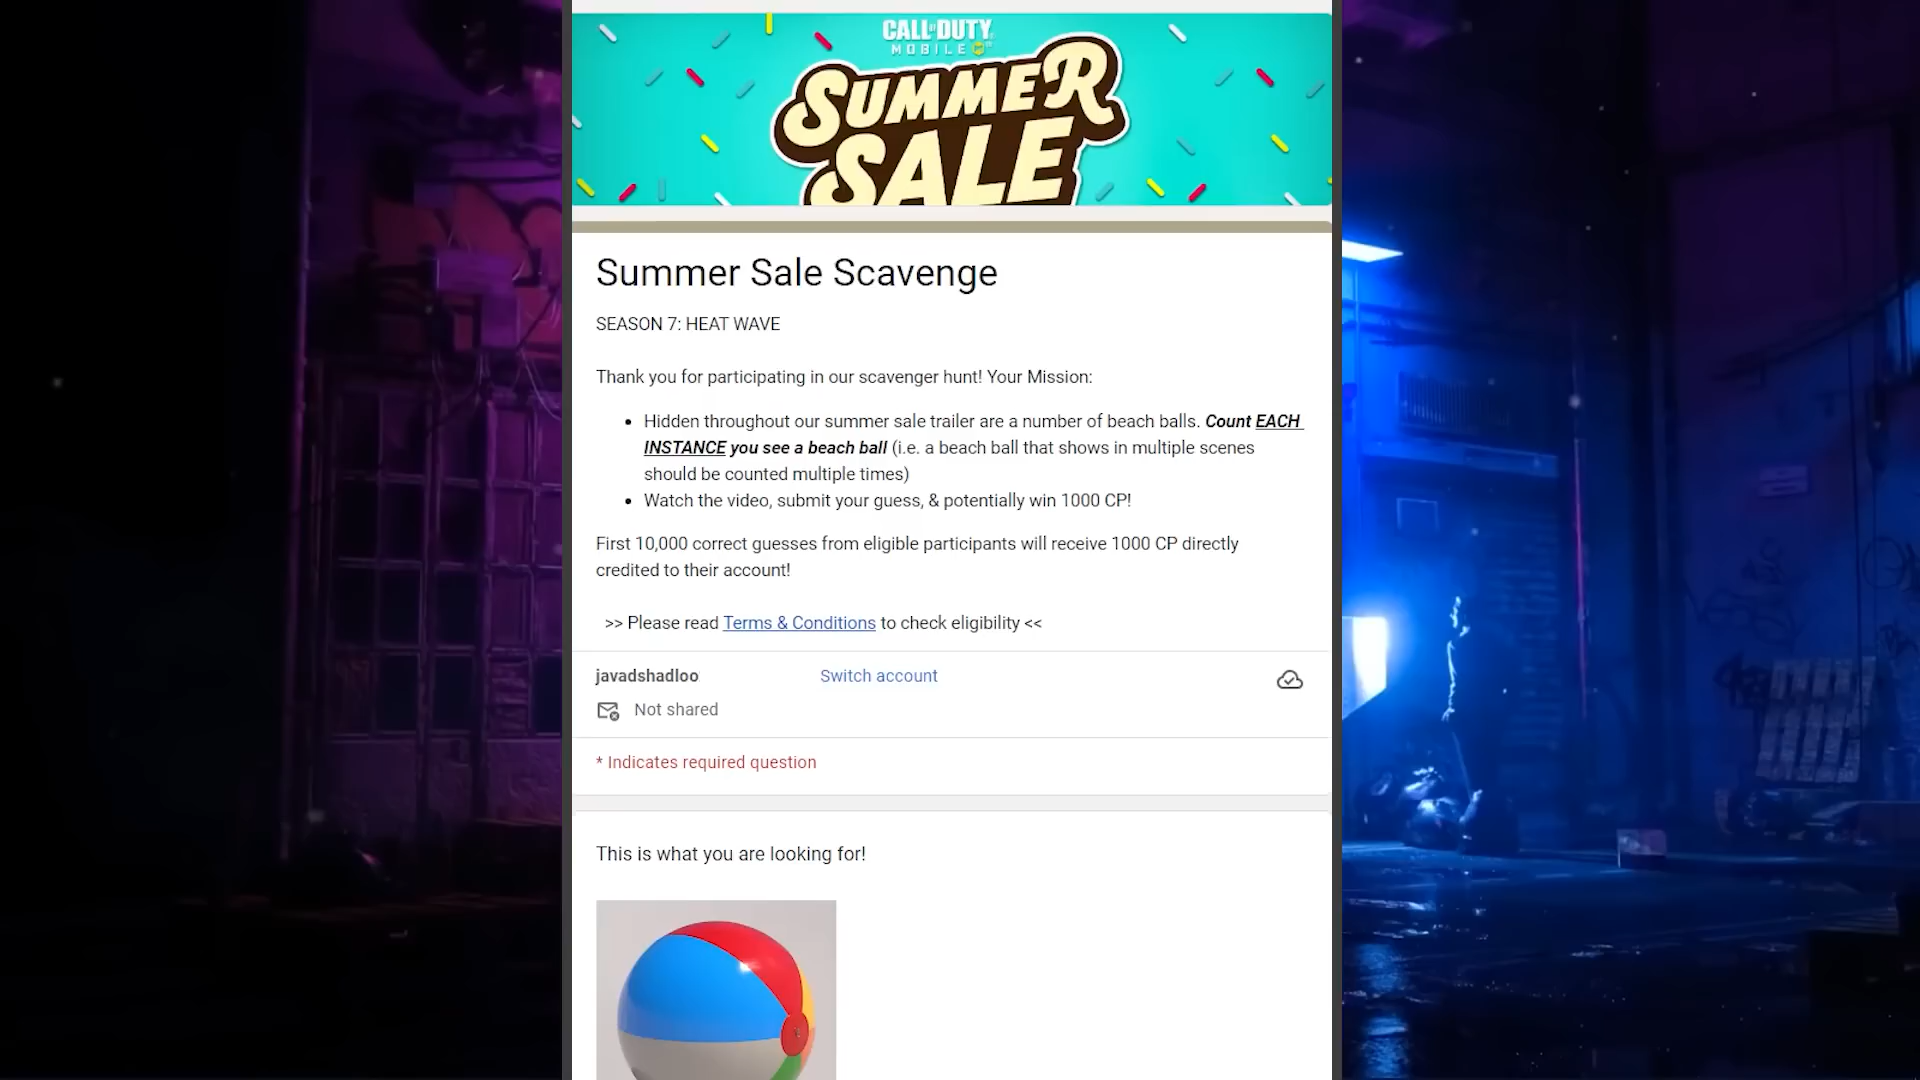 CALL OF DUTY
MOBILE
SUMMER
SALE
Summer Sale Scavenge
SEASON 7: HEAT WAVE
Thank you for participating in our scavenger hunt! Your Mission:
• Hidden throughout our summer sale trailer are a number of beach balls. Count EACH
INSTANCE you see a beach ball (i.e. a beach ball that shows in multiple scenes
should be counted multiple times)
• Watch the video, submit your guess, & potentially win 1000 CP!
First 10,000 correct guesses from eligible participants will receive 1000 CP directly
credited to their account!
>> Please read Terms & Conditions to check eligibility <<
javadshadloo Switch account
Not shared
* Indicates required question
This is what you are looking for!